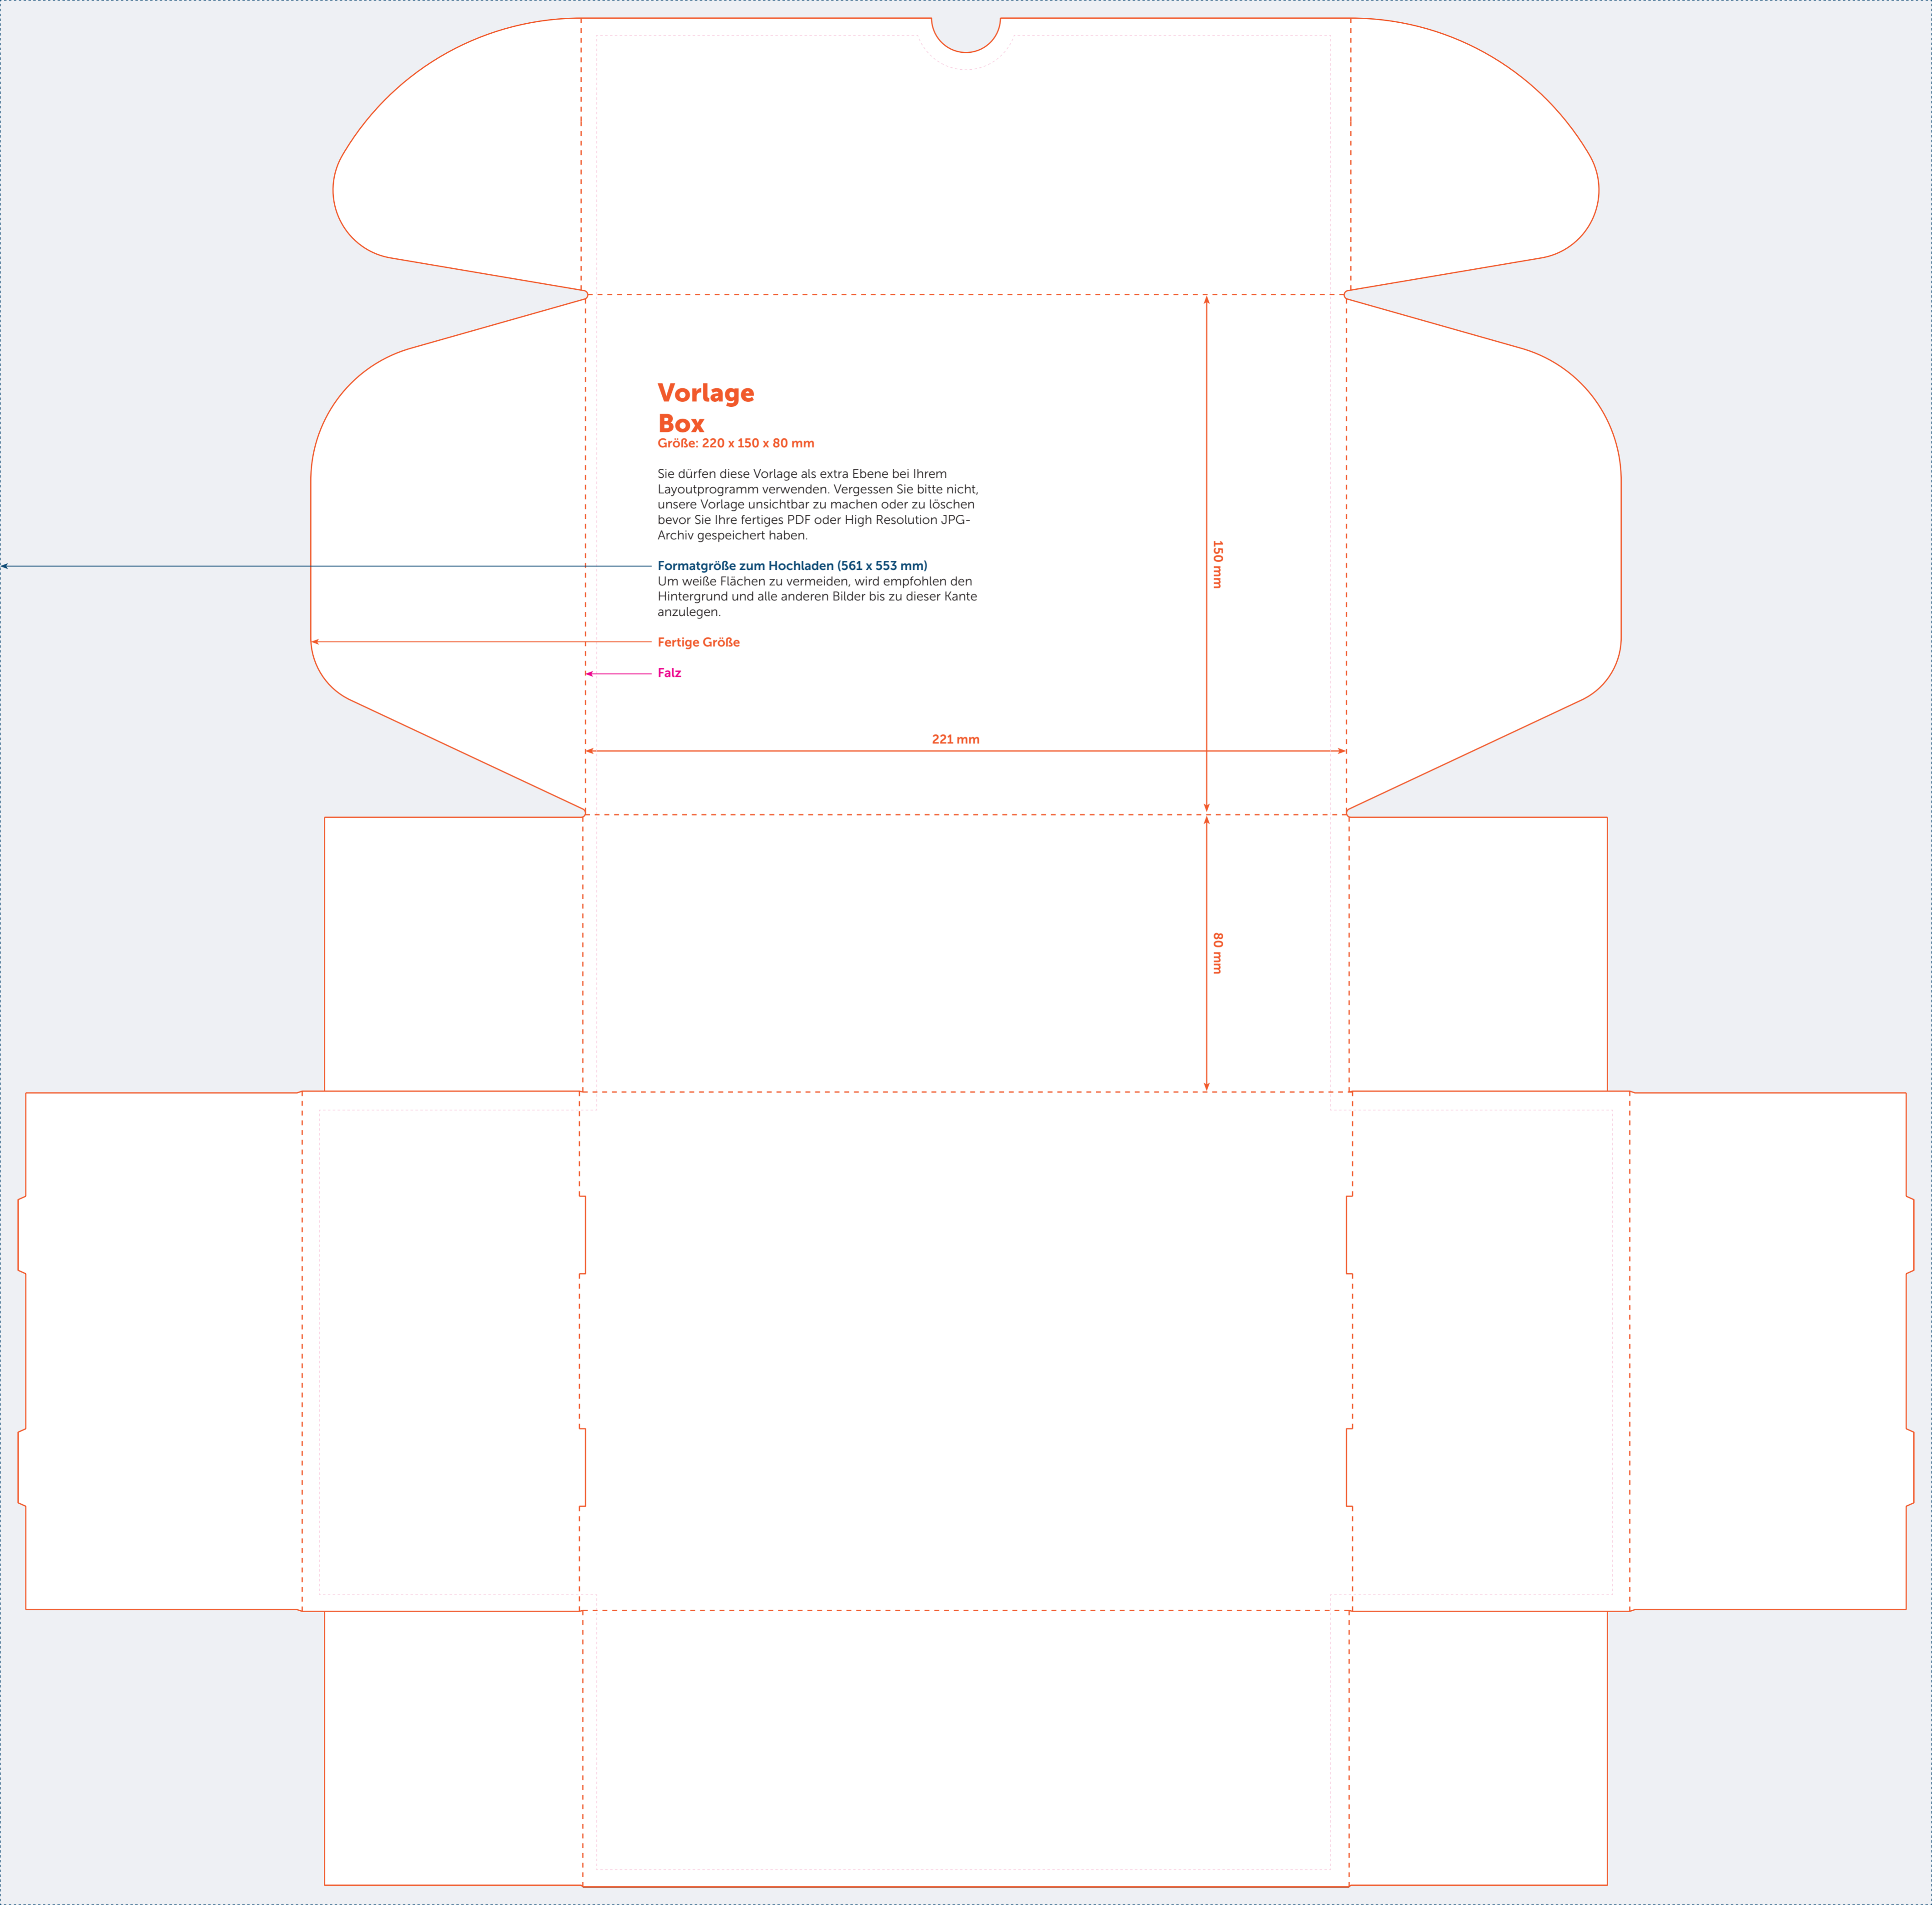 Vorlage
Box
Größe: 220 x 150 x 80 mm
Sie dürfen diese Vorlage als extra Ebene bei Ihrem
Layoutprogramm verwenden. Vergessen Sie bitte nicht,
unsere Vorlage unsichtbar zu machen oder zu löschen
bevor Sie Ihre fertiges PDF oder High Resolution JPG-
Archiv gespeichert haben.
Formatgröße zum Hochladen (561 x 553 mm)
Um weiße Flächen zu vermeiden, wird empfohlen den
Hintergrund und alle anderen Bilder bis zu dieser Kante
anzulegen.
Fertige Größe
Falz
150 mm
221 mm
80 mm